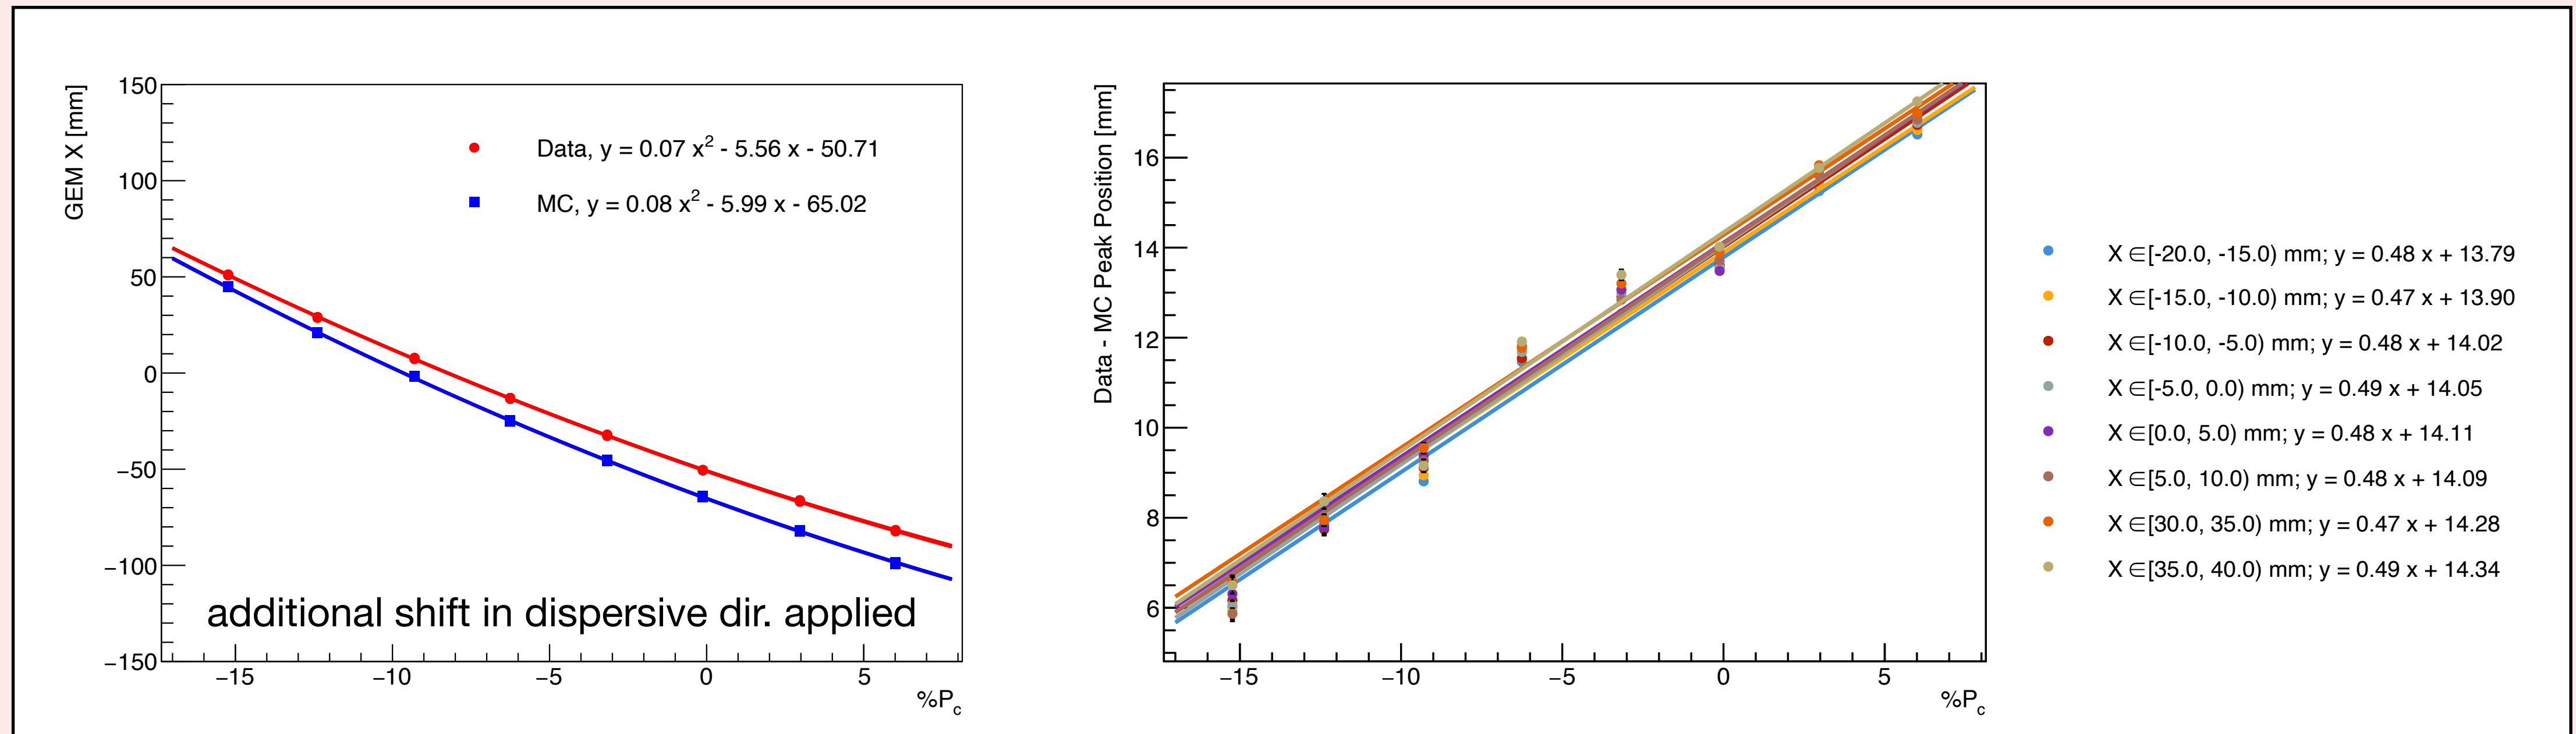 GEM X [mm]
150
100
50
0
−50
−100
−150
Data, y = 0.07 x² - 5.56 x - 50.71
MC, y = 0.08 x² - 5.99 x - 65.02
additional shift in dispersive dir. applied
−15 −10 −5 0 5
%Pc
Data - MC Peak Position [mm]
16
14
12
10
8
6
−15 −10 −5 0 5
%Pc
X ∈[-20.0, -15.0) mm; y = 0.48 x + 13.79
X ∈[-15.0, -10.0) mm; y = 0.47 x + 13.90
X ∈[-10.0, -5.0) mm; y = 0.48 x + 14.02
X ∈[-5.0, 0.0) mm; y = 0.49 x + 14.05
X ∈[0.0, 5.0) mm; y = 0.48 x + 14.11
X ∈[5.0, 10.0) mm; y = 0.48 x + 14.09
X ∈[30.0, 35.0) mm; y = 0.47 x + 14.28
X ∈[35.0, 40.0) mm; y = 0.49 x + 14.34